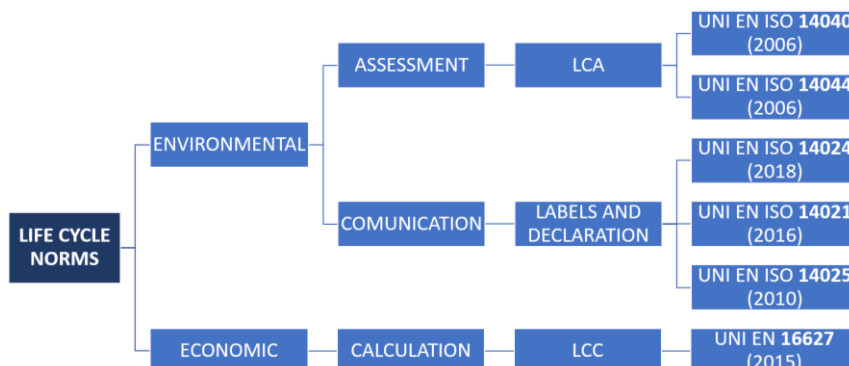 UNI EN ISO 14040
(2006)
ASSESSMENT
LCA
UNI EN ISO 14044
(2006)
ENVIRONMENTAL
UNI EN ISO 14024
(2018)
LIFE CYCLE
NORMS
COMUNICATION
LABELS AND
DECLARATION
UNI EN ISO 14021
(2016)
UNI EN ISO 14025
(2010)
ECONOMIC
CALCULATION
LCC
UNI EN 16627
(2015)